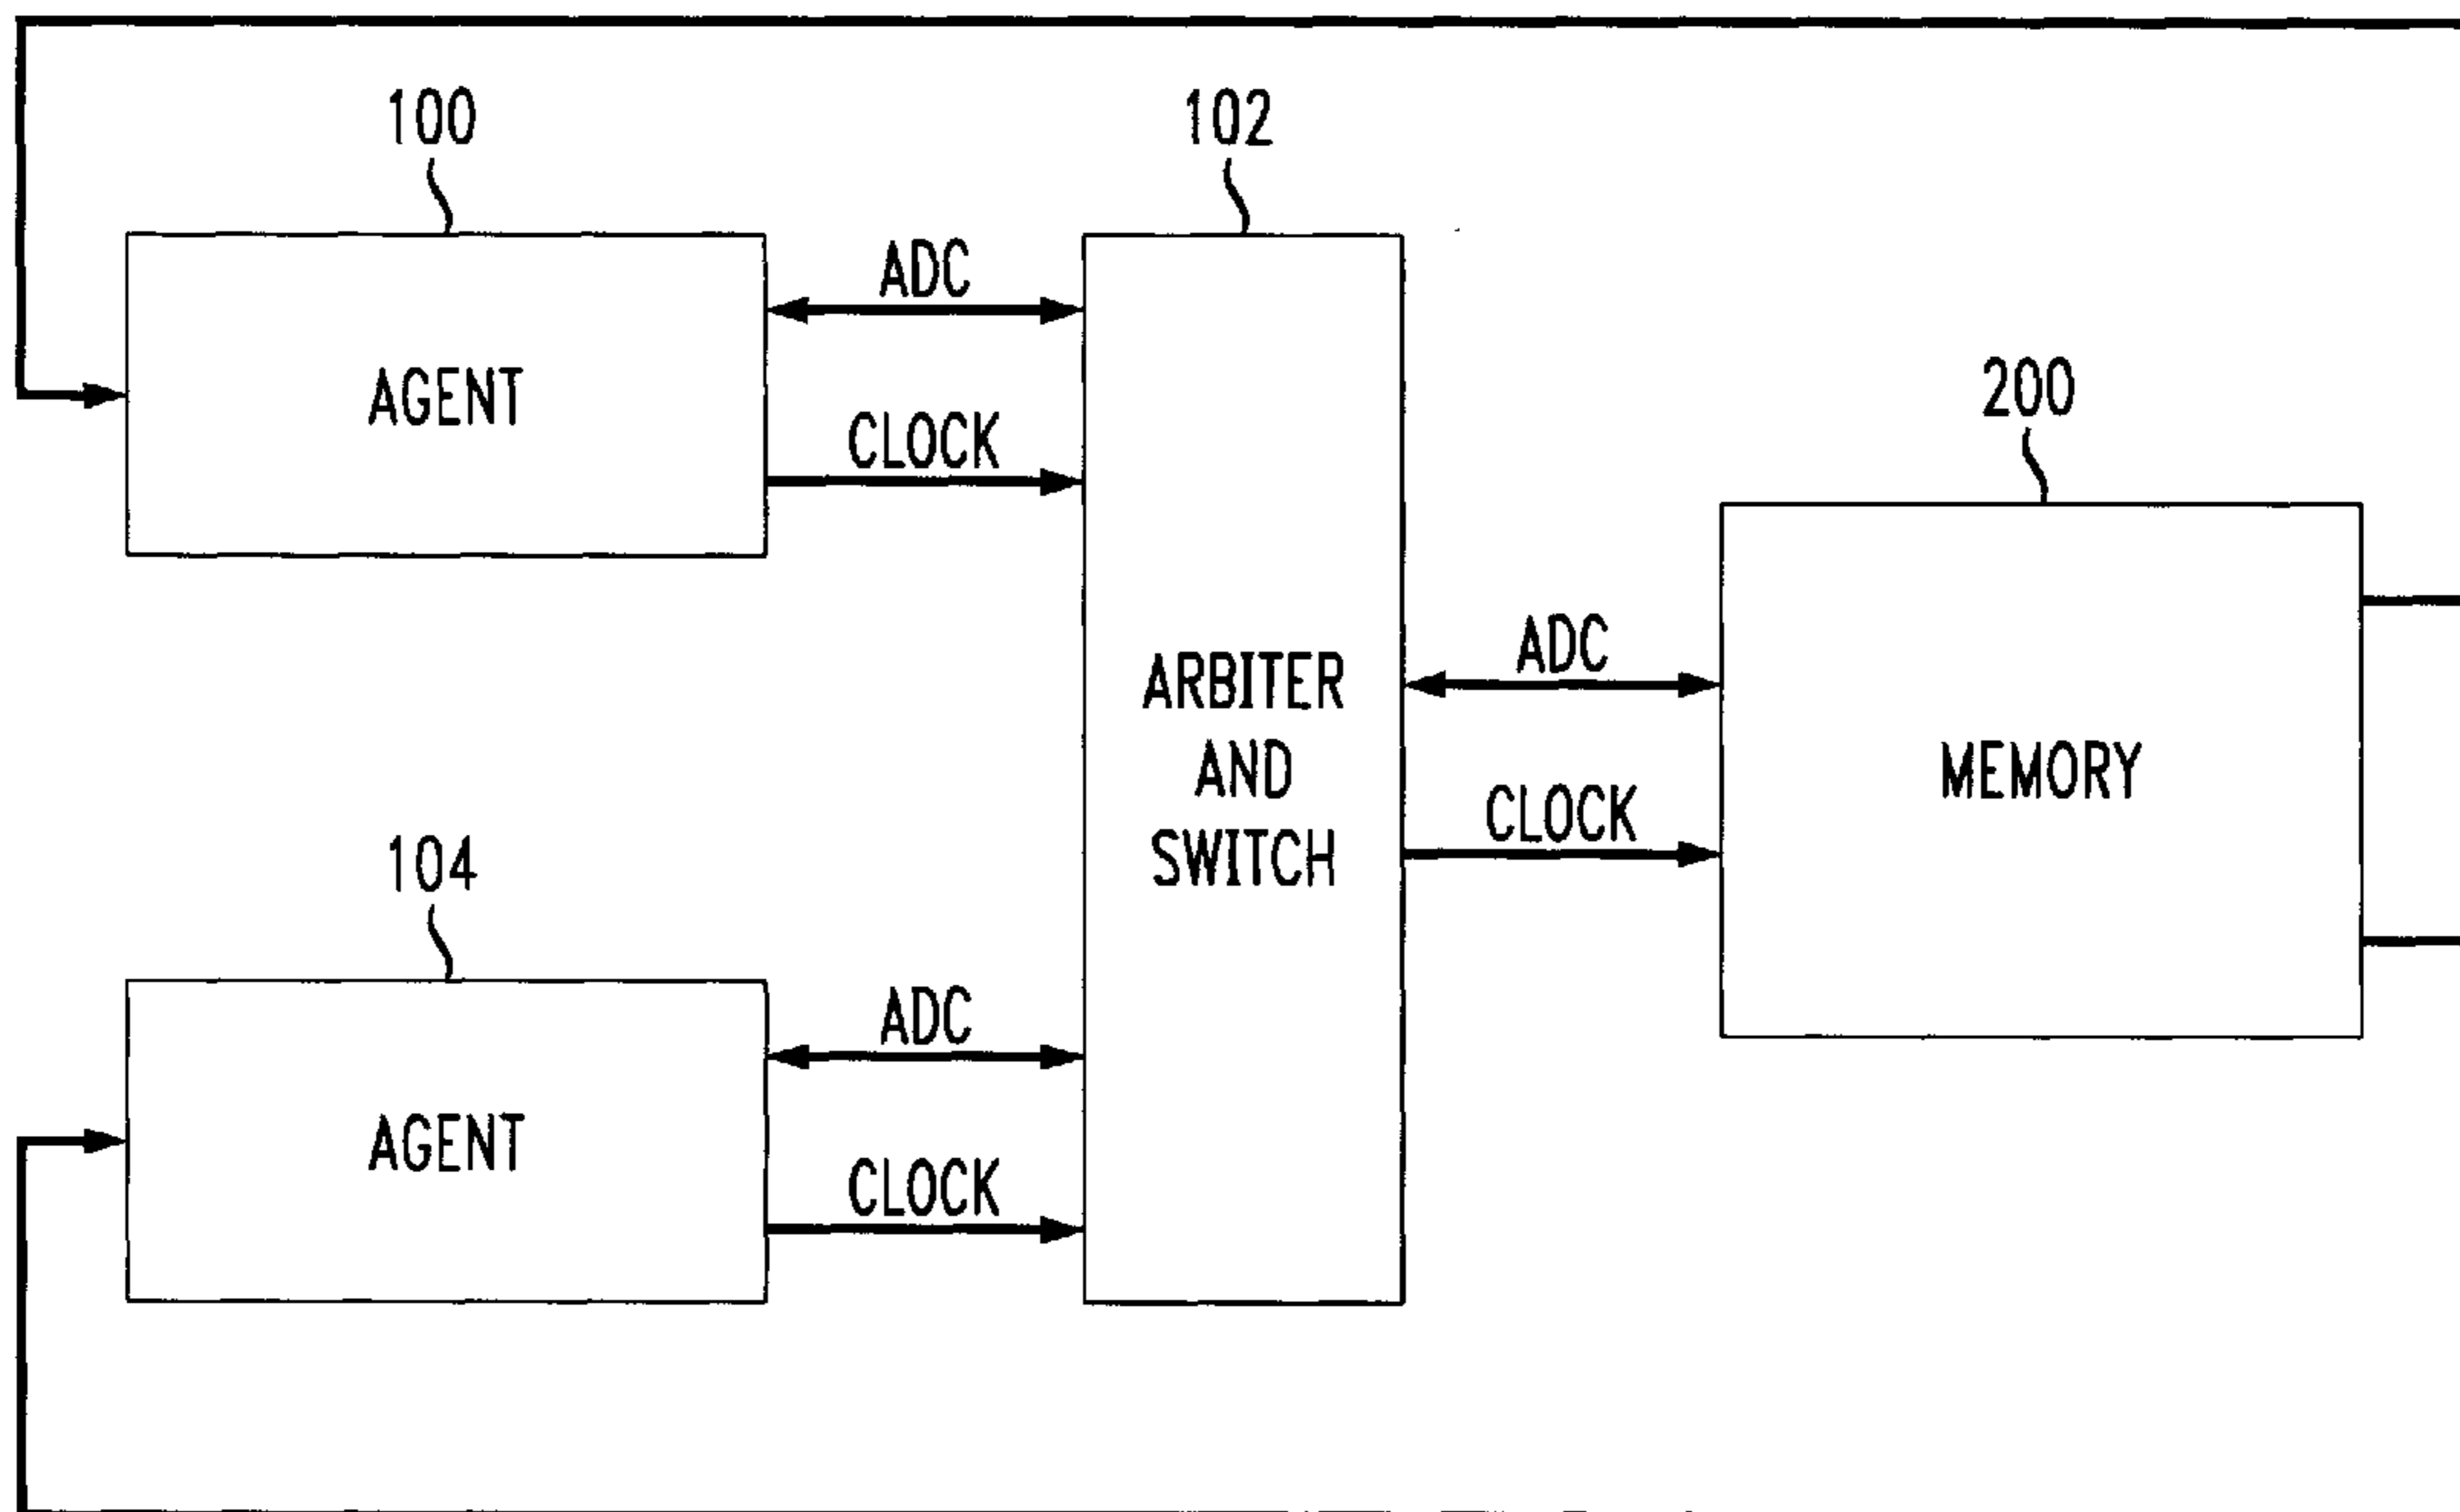 100
102
ADC
AGENT
CLOCK
200
ADC
ARBITER
AND
SWITCH
MEMORY
CLOCK
104
ADC
AGENT
CLOCK